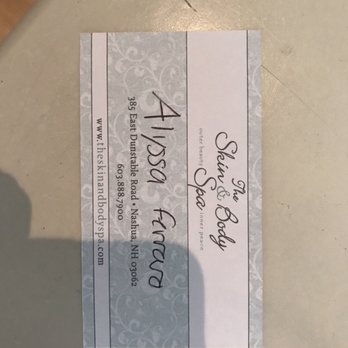 The
Skin & Body
Spa
outer beauty inner peace
Alyssa Ferraro
385 East Dunstable Road • Nashua, NH 03062
603.888.7900
www.theskinandbodyspa.com